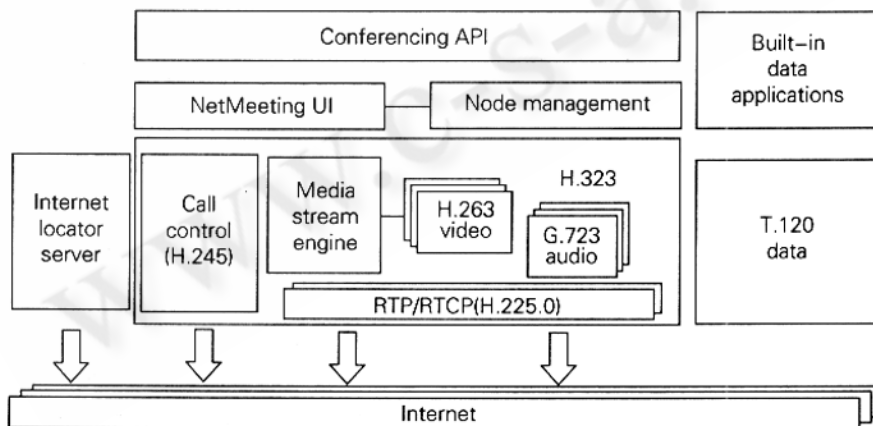 Conferencing API
Built-in
data
applications
NetMeeting UI
Node management
Internet
locator
server
Call
control
(H.245)
Media
stream
engine
H.263
video
H.323
G.723
audio
T.120
data
RTP/RTCP(H.225.0)
Internet